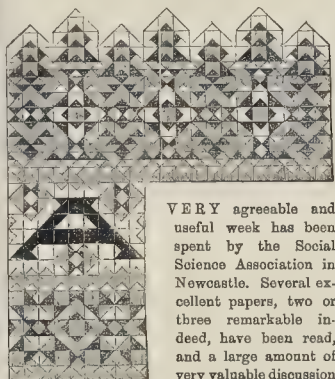 VERY agreeable and
useful week has been
spent by the Social
Science Association in
Newcastle. Several ex-
cellent papers, two or
three remarkable in-
deed, have been read,
and a large amount of
very valuable discussion